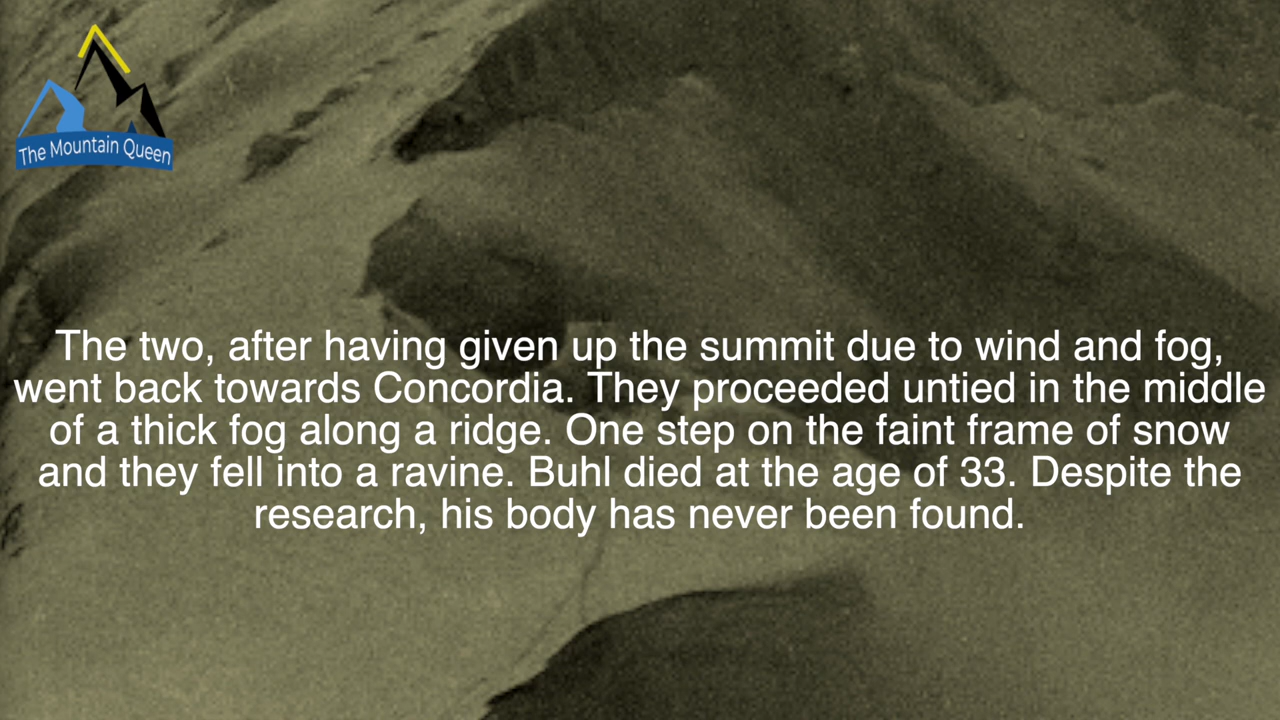 The Mountain Queen
The two, after having given up the summit due to wind and fog,
went back towards Concordia. They proceeded untied in the middle
of a thick fog along a ridge. One step on the faint frame of snow
and they fell into a ravine. Buhl died at the age of 33. Despite the
research, his body has never been found.